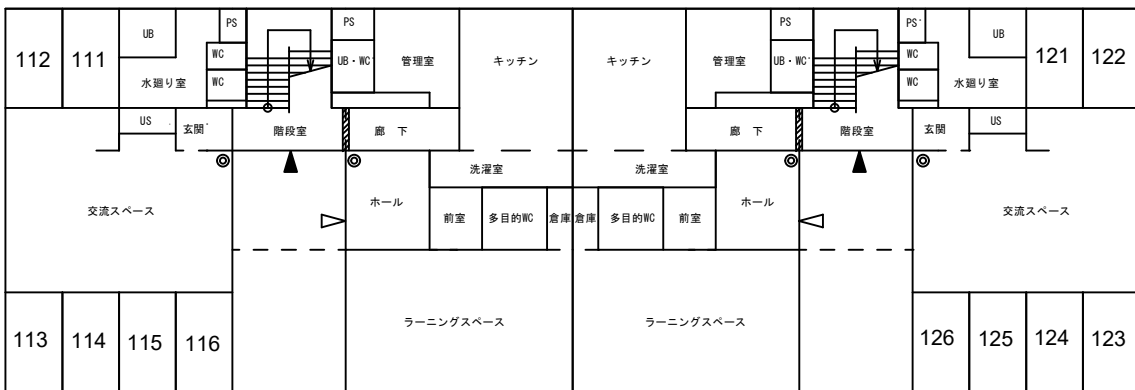 PS PS PS PS
UB WC UB・WC 管理室 キッチン キッチン 管理室 UB・WC WC UB
112 111 121 122
水廻り室 WC WC 水廻り室
US 玄関 階段室 廊 下 廊 下 階段室 玄関 US
洗濯室 洗濯室
交流スペース ホール ホール 交流スペース
前室 多目的WC 倉庫 倉庫 多目的WC 前室
ラーニングスペース ラーニングスペース
113 114 115 116 126 125 124 123